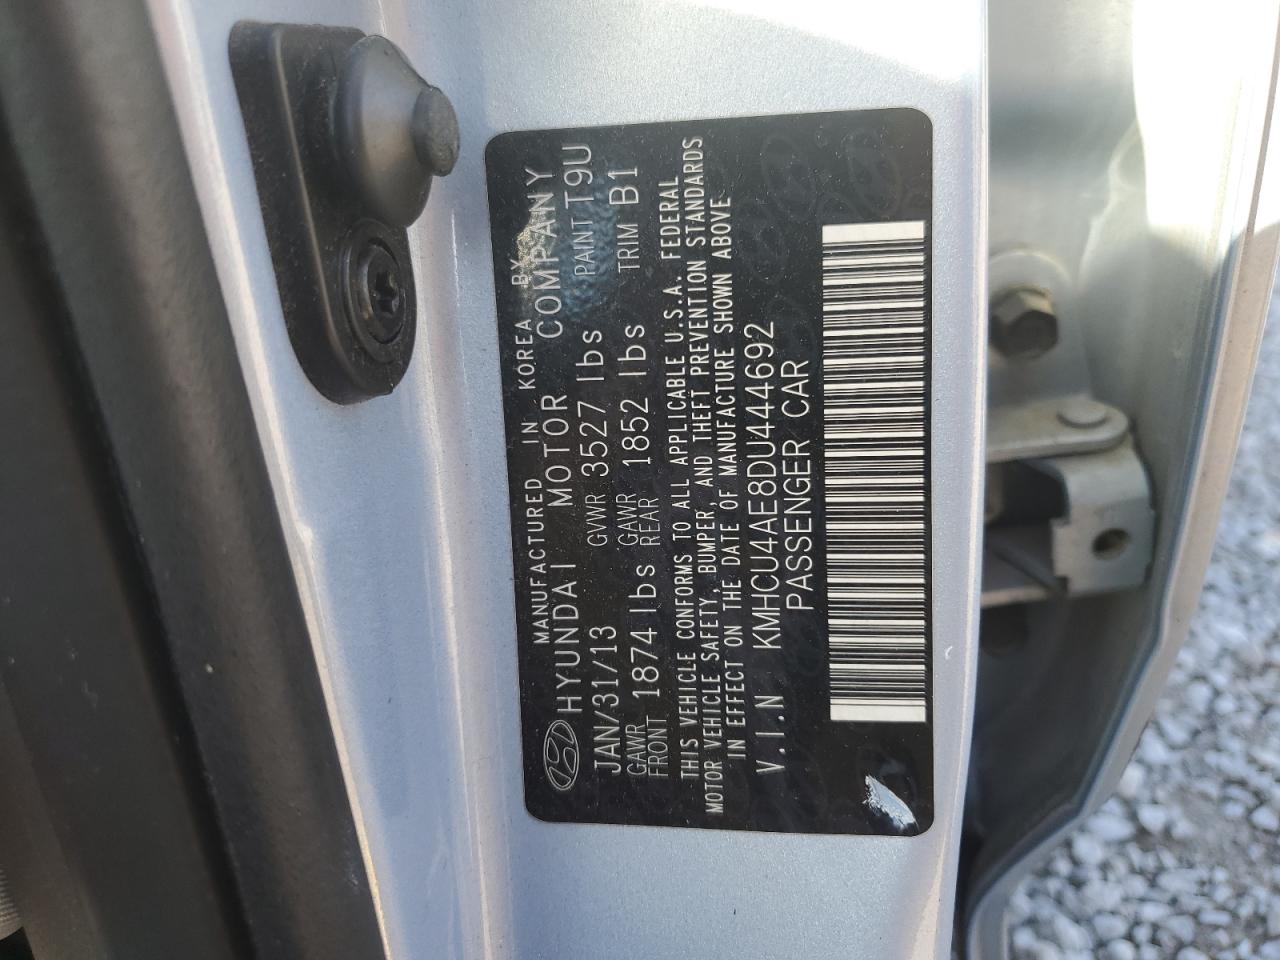 MANUFACTURED IN KOREA BY
HYUNDAI MOTOR COMPANY
JAN/31/13 GVWR 3527 lbs PAINT T9U
GAWR FRONT 1874 lbs GAWR REAR 1852 lbs TRIM B1
THIS VEHICLE CONFORMS TO ALL APPLICABLE U.S.A. FEDERAL
MOTOR VEHICLE SAFETY, BUMPER, AND THEFT PREVENTION STANDARDS
IN EFFECT ON THE DATE OF MANUFACTURE SHOWN ABOVE
V.I.N KMHCU4AE8DU444692
PASSENGER CAR